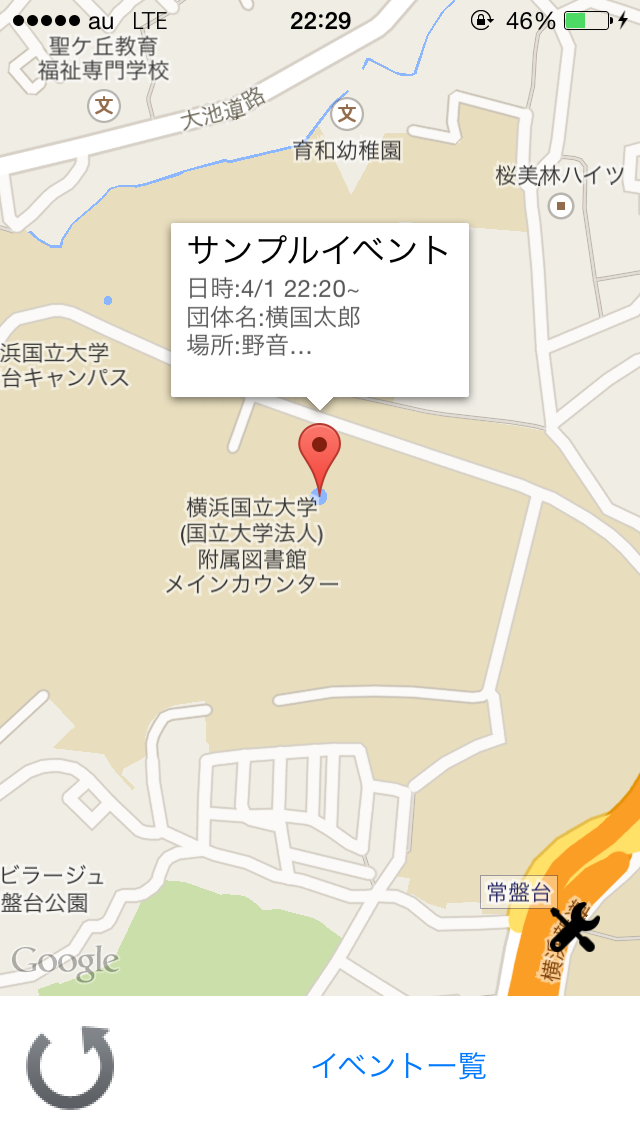 au LTE 22:29 46%
聖ケ丘教育
福祉専門学校
文
大池道路
文
育和幼稚園
桜美林ハイツ
サンプルイベント
日時:4/1 22:20~
団体名:横国太郎
場所:野音...
浜国立大学
台キャンパス
横浜国立大学
(国立大学法人)
附属図書館
メインカウンター
ビラージュ
盤台公園
常盤台
横浜
Google
イベント一覧